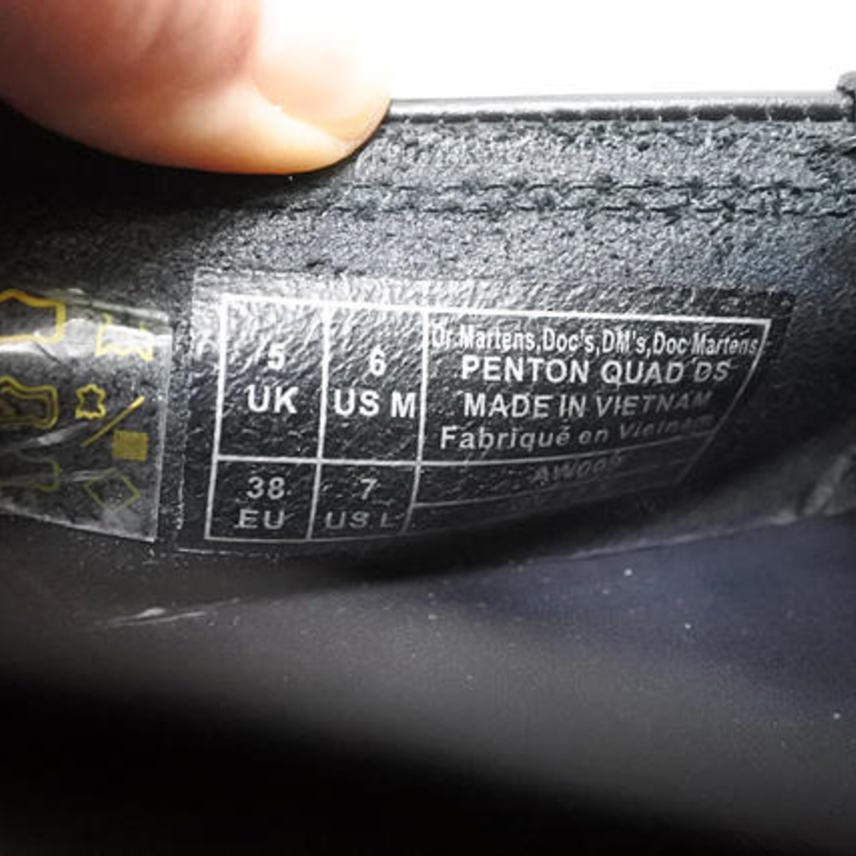 5
UK
6
US M
Dr.Martens,Doc's,DM's,Doc Martens
PENTON QUAD DS
MADE IN VIETNAM
Fabriqué en Vietnam
38
EU
7
US L